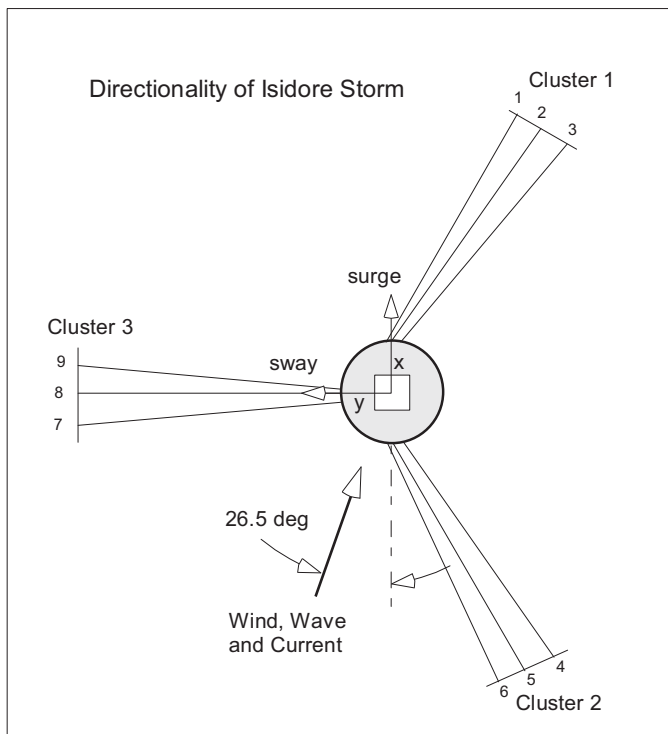 Directionality of Isidore Storm
Cluster 1
1
2
3
surge
x
Cluster 3
9
8
7
sway
y
26.5 deg
Wind, Wave
and Current
4
5
6
Cluster 2